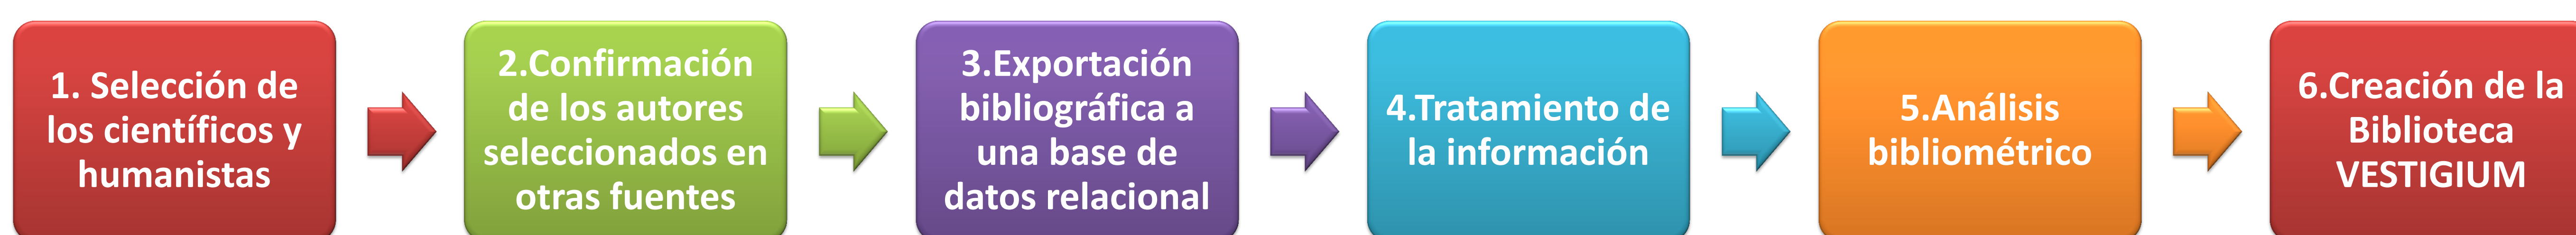 1. Selección de
los científicos y
humanistas
2.Confirmación
de los autores
seleccionados en
otras fuentes
3.Exportación
bibliográfica a
una base de
datos relacional
4.Tratamiento de
la información
5.Análisis
bibliométrico
6.Creación de la
Biblioteca
VESTIGIUM